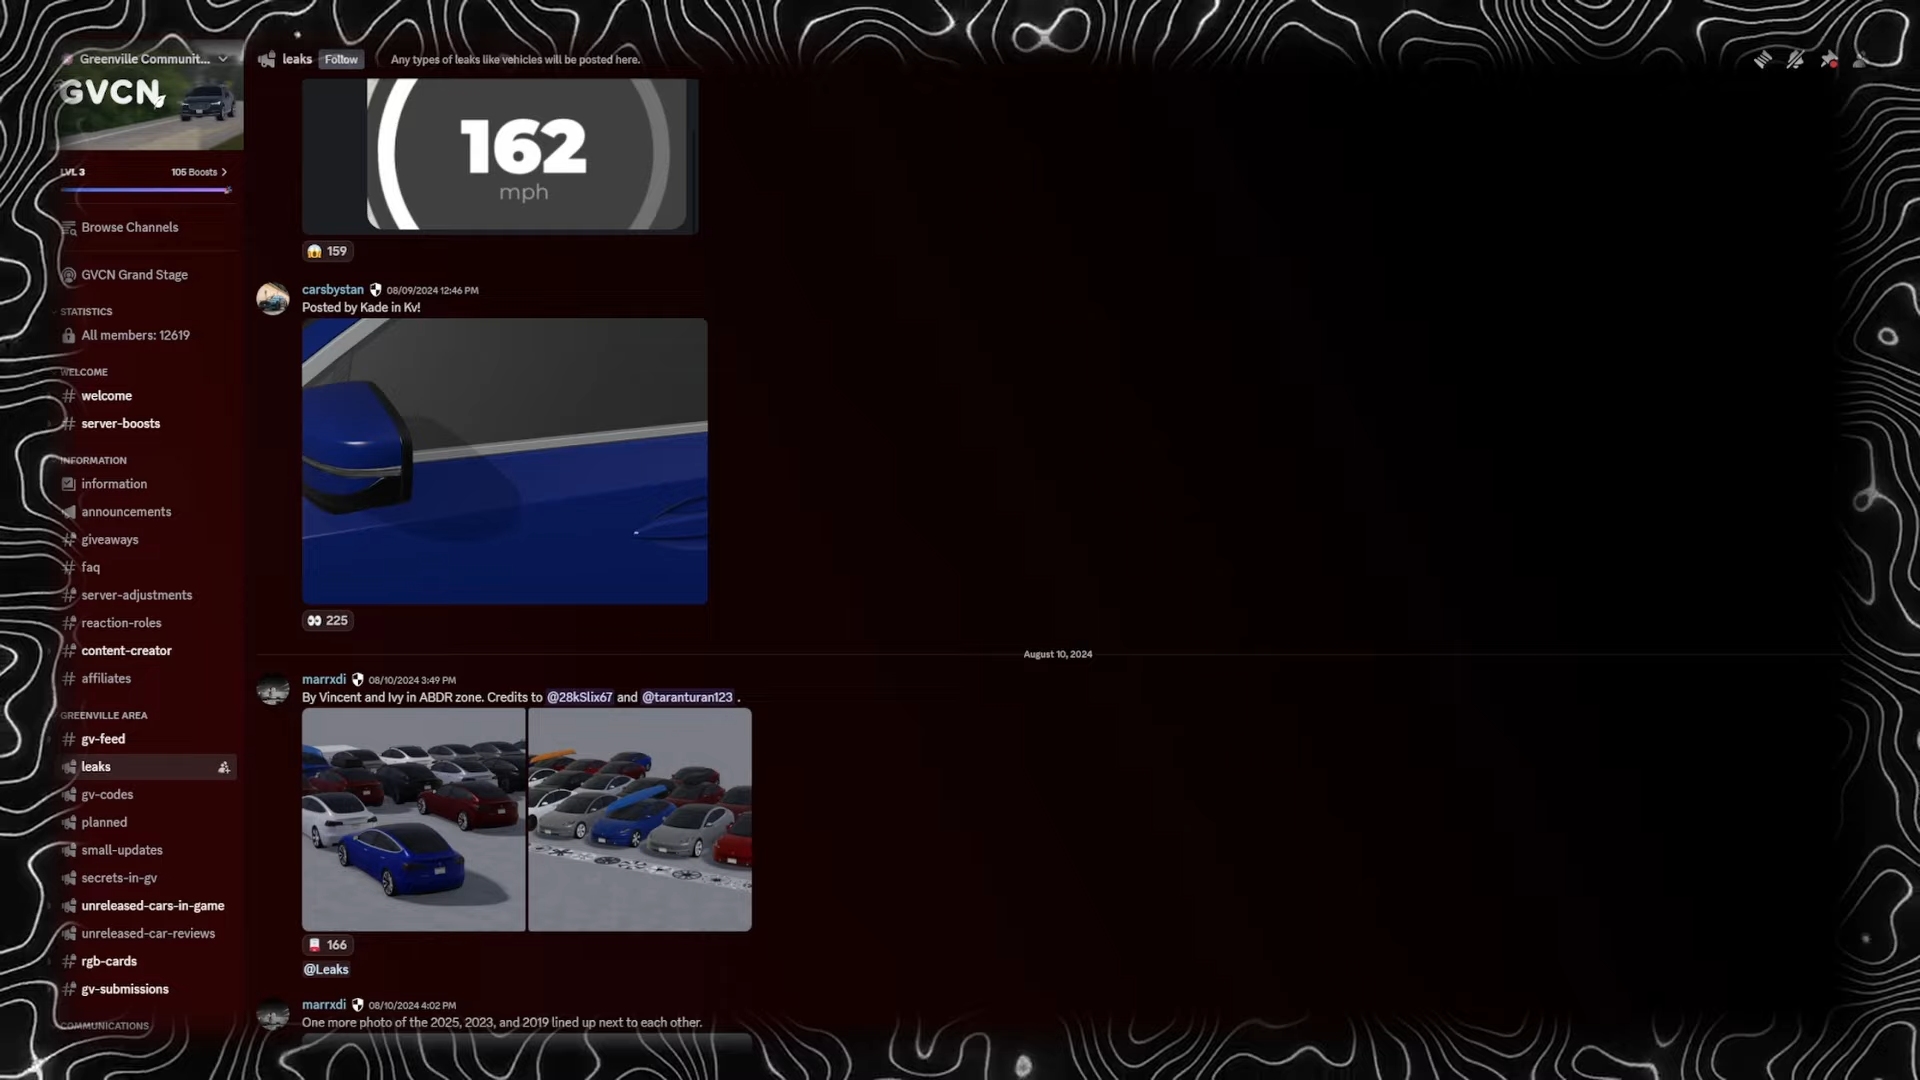 Greenville Communit...
GVCN
LVL 3
105 Boosts
Browse Channels
GVCN Grand Stage
STATISTICS
All members: 12619
WELCOME
welcome
server-boosts
INFORMATION
information
announcements
giveaways
faq
server-adjustments
reaction-roles
content-creator
affiliates
GREENVILLE AREA
gv-feed
leaks
gv-codes
planned
small-updates
secrets-in-gv
unreleased-cars-in-game
unreleased-car-reviews
rgb-cards
gv-submissions
COMMUNICATIONS
leaks Follow Any types of leaks like vehicles will be posted here.
162
mph
159
carsbystan 08/09/2024 12:46 PM
Posted by Kade in Kv!
225
August 10, 2024
marrxdi 08/10/2024 3:49 PM
By Vincent and Ivy in ABDR zone. Credits to @28kSlix67 and @taranturan123 .
166
@Leaks
marrxdi 08/10/2024 4:02 PM
One more photo of the 2025, 2023, and 2019 lined up next to each other.